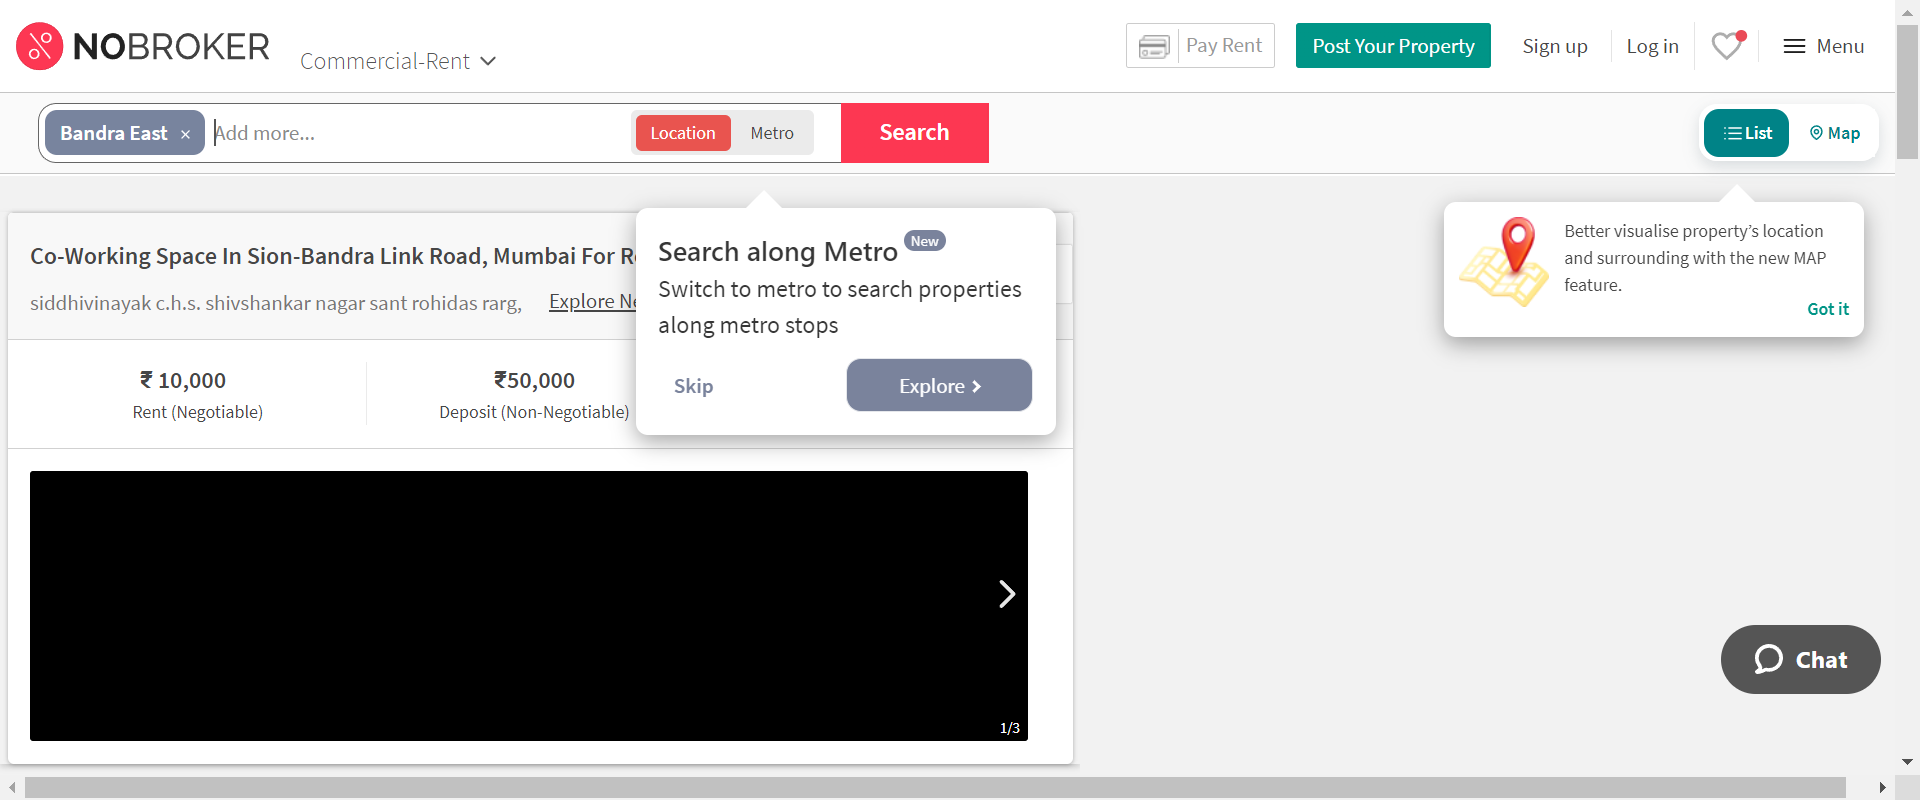 NOBROKER
Commercial-Rent
Pay Rent
Post Your Property
Sign up
Log in
Menu
Bandra East ×
Add more...
Location
Metro
Search
List
Map
Co-Working Space In Sion-Bandra Link Road, Mumbai For
siddhivinayak c.h.s. shivshankar nagar sant rohidas rarg,
Explore
₹ 10,000
Rent (Negotiable)
₹50,000
Deposit (Non-Negotiable)
Search along Metro New
Switch to metro to search properties
along metro stops
Skip
Explore
Better visualise property’s location
and surrounding with the new MAP
feature.
Got it
1/3
Chat